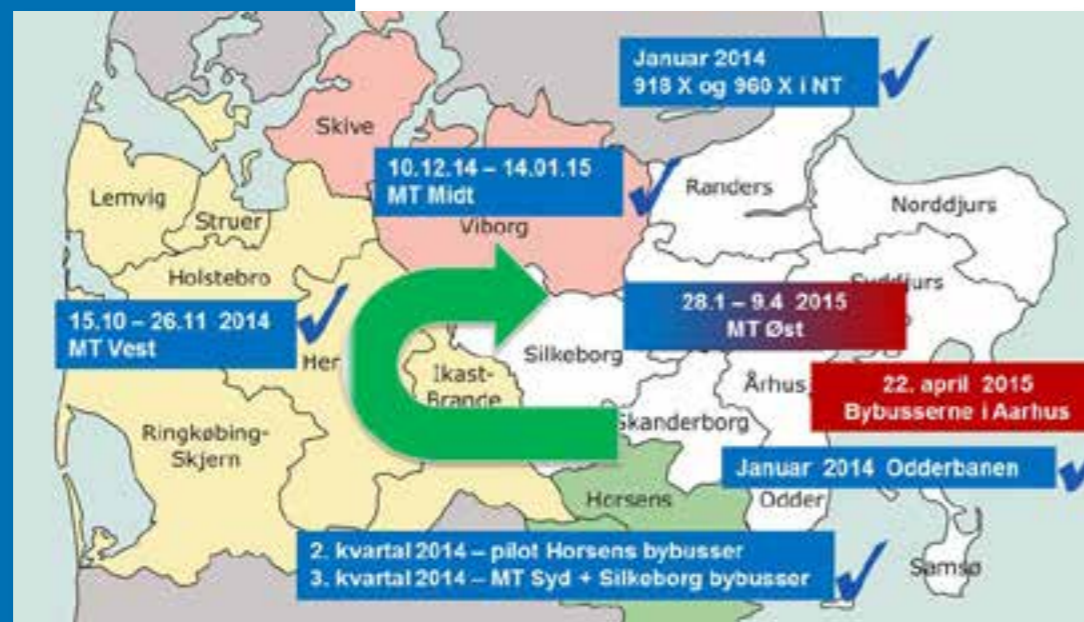 Januar 2014
918 X og 960 X i NT
Skive
10.12.14 – 14.01.15
MT Midt
Randers
Lemvig
Norddjurs
Struer
Viborg
Holstebro
28.1 – 9.4 2015
MT Øst
15.10 – 26.11 2014
MT Vest
Her
Silkeborg
Ikast-
Brande
Århus
22. april 2015
Bybusserne i Aarhus
Skanderborg
Ringkøbing-
Skjern
Januar 2014 Odderbanen
Horsens
Odder
2. kvartal 2014 – pilot Horsens bybusser
3. kvartal 2014 – MT Syd + Silkeborg bybusser
Samsø